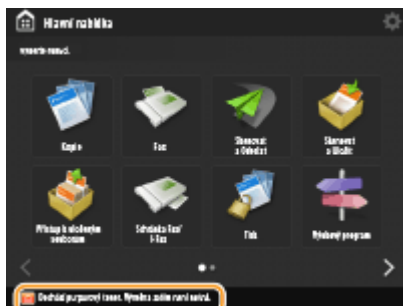 Hlavní nabídka
Kopie
Fax
Skenovat
a Odeslat
Skenovat
a Uložit
Přístup k uloženým
souborům
Schránka Fax/
I-Fax
Tisk
Výukový program
Dochází purpurový toner. Výměna zatím není nutná.